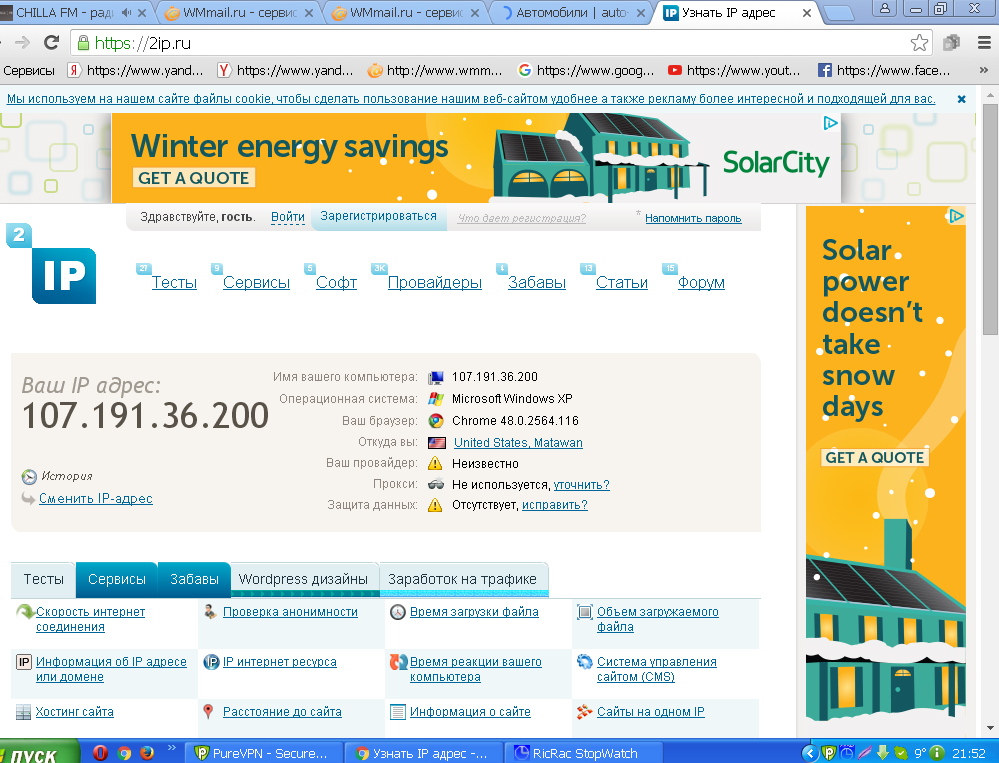 CHILLA FM - рад
WMmail.ru - сервис
WMmail.ru - сервис
Автомобили | auto-
Узнать IP адрес
https://2ip.ru
Сервисы
https://www.yand...
https://www.yand...
http://www.wmm...
https://www.goog...
https://www.yout...
https://www.face...
»
Мы используем на нашем сайте файлы cookie, чтобы сделать пользование нашим веб-сайтом удобнее а также рекламу более интересной и подходящей для вас.
Winter energy savings
GET A QUOTE
SolarCity
Здравствуйте, гость.
Войти
Зарегистрироваться
Что дает регистрация?
* Напомнить пароль
2
IP
27
Тесты
9
Сервисы
5
Софт
3K
Провайдеры
4
Забавы
13
Статьи
15
Форум
Solar
power
doesn't
take
snow
days
GET A QUOTE
Ваш IP адрес:
107.191.36.200
История
Сменить IP-адрес
Имя вашего компьютера: 107.191.36.200
Операционная система: Microsoft Windows XP
Ваш браузер: Chrome 48.0.2564.116
Откуда вы: United States, Matawan
Ваш провайдер: Неизвестно
Прокси: Не используется, уточнить?
Защита данных: Отсутствует, исправить?
Тесты
Сервисы
Забавы
Wordpress дизайны
Заработок на трафике
Скорость интернет
соединения
Проверка анонимности
Время загрузки файла
Объем загружаемого
файла
IP
Информация об IP адресе
или домене
IP
IP интернет ресурса
Время реакции вашего
компьютера
Система управления
сайтом (CMS)
Хостинг сайта
Расстояние до сайта
Информация о сайте
Сайты на одном IP
пуск
»
PureVPN - Secure...
Узнать IP адрес -...
RicRac StopWatch
9°
21:52